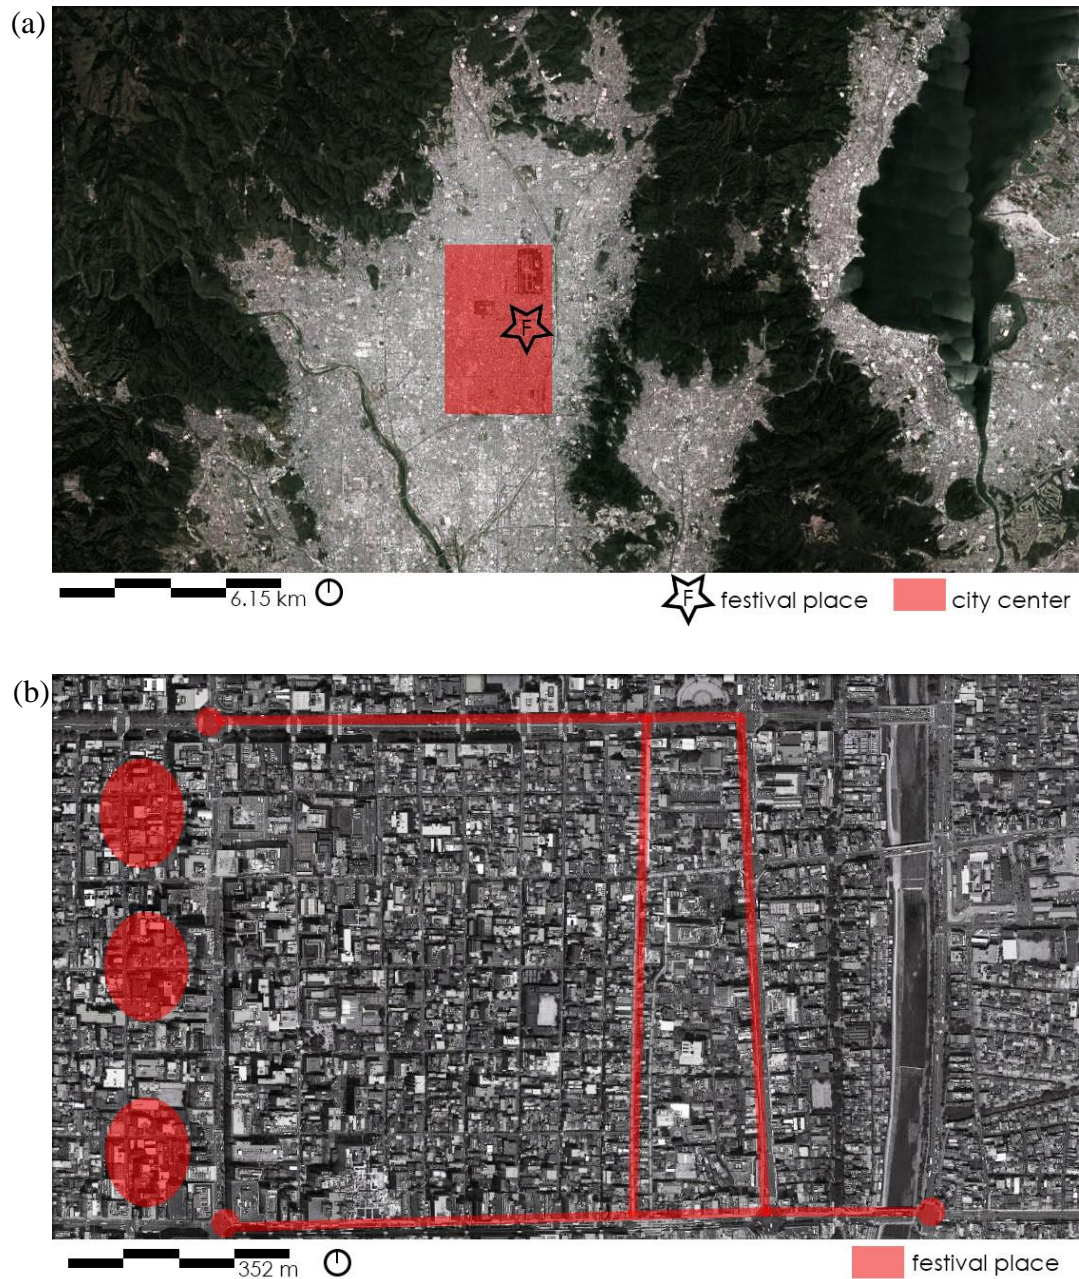 (a)
F
6.15 km
F festival place
city center
(b)
352 m
festival place